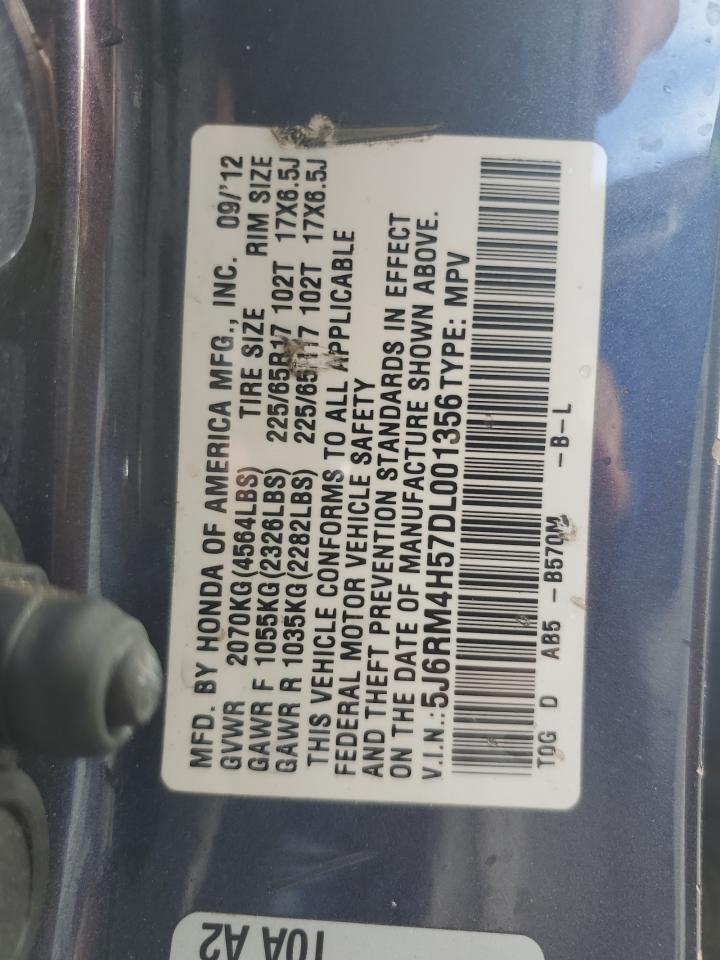 MFD. BY HONDA OF AMERICA MFG., INC. 09/'12
GVWR 2070KG(4564LBS) TIRE SIZE RIM SIZE
GAWR F 1055KG(2326LBS) 225/65R17 102T 17X6.5J
GAWR R 1035KG(2282LBS) 225/65R17 102T 17X6.5J
THIS VEHICLE CONFORMS TO ALL APPLICABLE
FEDERAL MOTOR VEHICLE SAFETY
AND THEFT PREVENTION STANDARDS IN EFFECT
ON THE DATE OF MANUFACTURE SHOWN ABOVE.
V.I.N.:5J6RM4H57DL001356 TYPE: MPV
TOG D AB5 -B570M -B-L
T0A A2